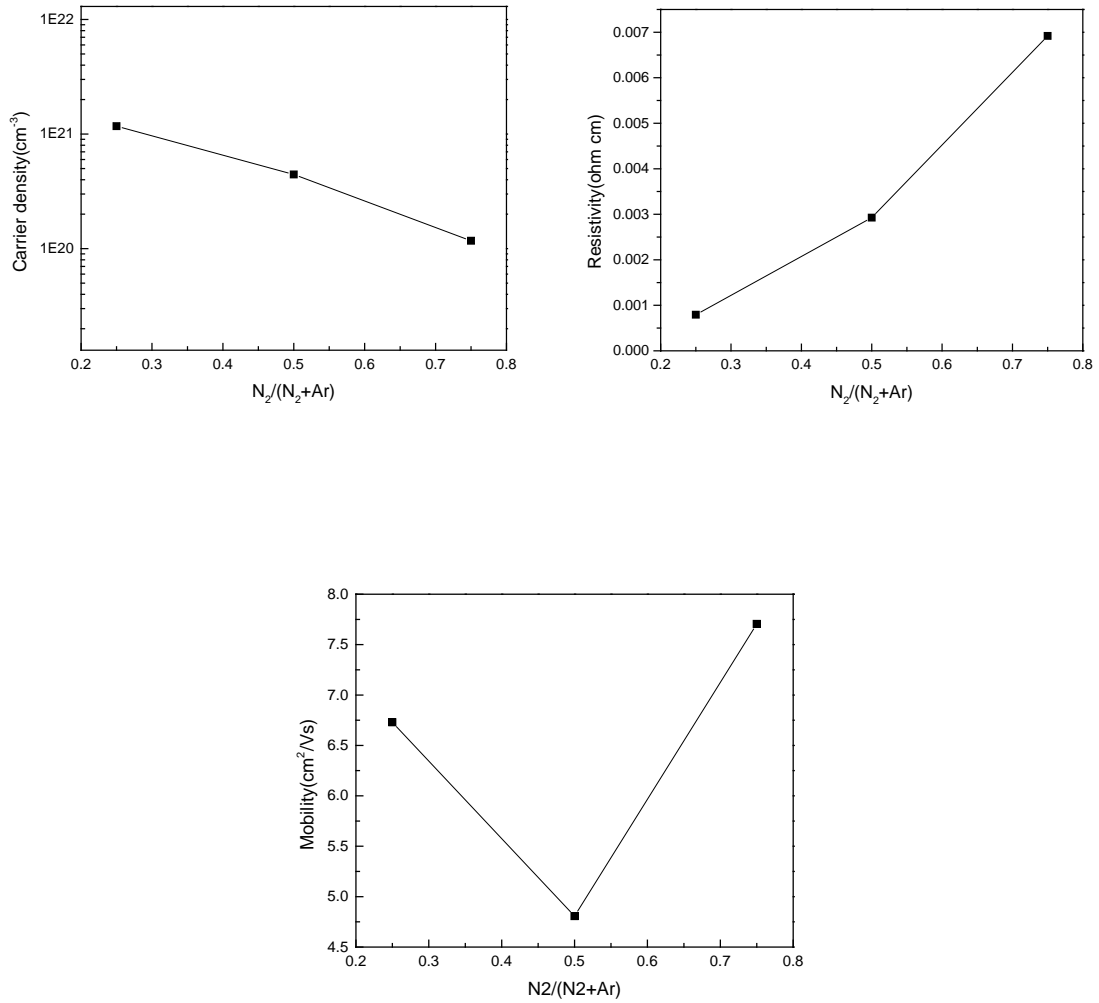 1E22
1E21
1E20
Carrier density(cm⁻³)
0.2 0.3 0.4 0.5 0.6 0.7 0.8
N₂/(N₂+Ar)
0.007
0.006
0.005
0.004
0.003
0.002
0.001
0.000
Resistivity(ohm cm)
0.2 0.3 0.4 0.5 0.6 0.7 0.8
N₂/(N₂+Ar)
8.0
7.5
7.0
6.5
6.0
5.5
5.0
4.5
Mobility(cm²/Vs)
0.2 0.3 0.4 0.5 0.6 0.7 0.8
N2/(N2+Ar)